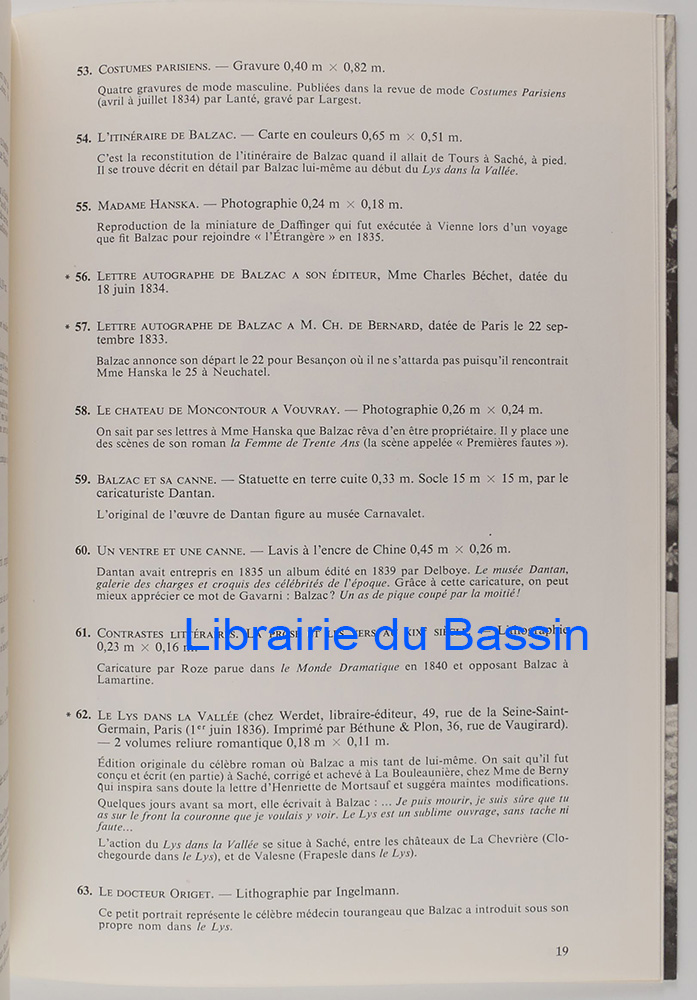 53. COSTUMES PARISIENS. — Gravure 0,40 m × 0,82 m.
Quatre gravures de mode masculine. Publiées dans la revue de mode Costumes Parisiens
(avril à juillet 1834) par Lanté, gravé par Largest.
54. L'ITINÉRAIRE DE BALZAC. — Carte en couleurs 0,65 m × 0,51 m.
C'est la reconstitution de l'itinéraire de Balzac quand il allait de Tours à Saché, à pied.
Il se trouve décrit en détail par Balzac lui-même au début du Lys dans la Vallée.
55. MADAME HANSKA. — Photographie 0,24 m × 0,18 m.
Reproduction de la miniature de Daffinger qui fut exécutée à Vienne lors d'un voyage
que fit Balzac pour rejoindre « l'Étrangère » en 1835.
* 56. LETTRE AUTOGRAPHE DE BALZAC A SON ÉDITEUR, Mme Charles Béchet, datée du
18 juin 1834.
* 57. LETTRE AUTOGRAPHE DE BALZAC A M. CH. DE BERNARD, datée de Paris le 22 sep-
tembre 1833.
Balzac annonce son départ le 22 pour Besançon où il ne s'attarda pas puisqu'il rencontrait
Mme Hanska le 25 à Neuchatel.
58. LE CHATEAU DE MONCONTOUR A VOUVRAY. — Photographie 0,26 m × 0,24 m.
On sait par ses lettres à Mme Hanska que Balzac rêva d'en être propriétaire. Il y place une
des scènes de son roman la Femme de Trente Ans (la scène appelée « Premières fautes »).
59. BALZAC ET SA CANNE. — Statuette en terre cuite 0,33 m. Socle 15 m × 15 m, par le
caricaturiste Dantan.
L'original de l'œuvre de Dantan figure au musée Carnavalet.
60. UN VENTRE ET UNE CANNE. — Lavis à l'encre de Chine 0,45 m × 0,26 m.
Dantan avait entrepris en 1835 un album édité en 1839 par Delboye. Le musée Dantan,
galerie des charges et croquis des célébrités de l'époque. Grâce à cette caricature, on peut
mieux apprécier ce mot de Gavarni : Balzac? Un as de pique coupé par la moitié!
61. CONTRASTES LITTÉRAIRES. LA PROSE ET LES VERS AU XIXe SIÈCLE. — Lithographie
0,23 m × 0,16 m.
Librairie du Bassin
Caricature par Roze parue dans le Monde Dramatique en 1840 et opposant Balzac à
Lamartine.
* 62. LE LYS DANS LA VALLÉE (chez Werdet, libraire-éditeur, 49, rue de la Seine-Saint-
Germain, Paris (1er juin 1836). Imprimé par Béthune & Plon, 36, rue de Vaugirard).
— 2 volumes reliure romantique 0,18 m × 0,11 m.
Édition originale du célèbre roman où Balzac a mis tant de lui-même. On sait qu'il fut
conçu et écrit (en partie) à Saché, corrigé et achevé à La Bouleaunière, chez Mme de Berny
qui inspira sans doute la lettre d'Henriette de Mortsauf et suggéra maintes modifications.
Quelques jours avant sa mort, elle écrivait à Balzac : ... Je puis mourir, je suis sûre que tu
as sur le front la couronne que je voulais y voir. Le Lys est un sublime ouvrage, sans tache ni
faute...
L'action du Lys dans la Vallée se situe à Saché, entre les châteaux de La Chevrière (Clo-
chegourde dans le Lys), et de Valesne (Frapesle dans le Lys).
63. LE DOCTEUR ORIGET. — Lithographie par Ingelmann.
Ce petit portrait représente le célèbre médecin tourangeau que Balzac a introduit sous son
propre nom dans le Lys.
19